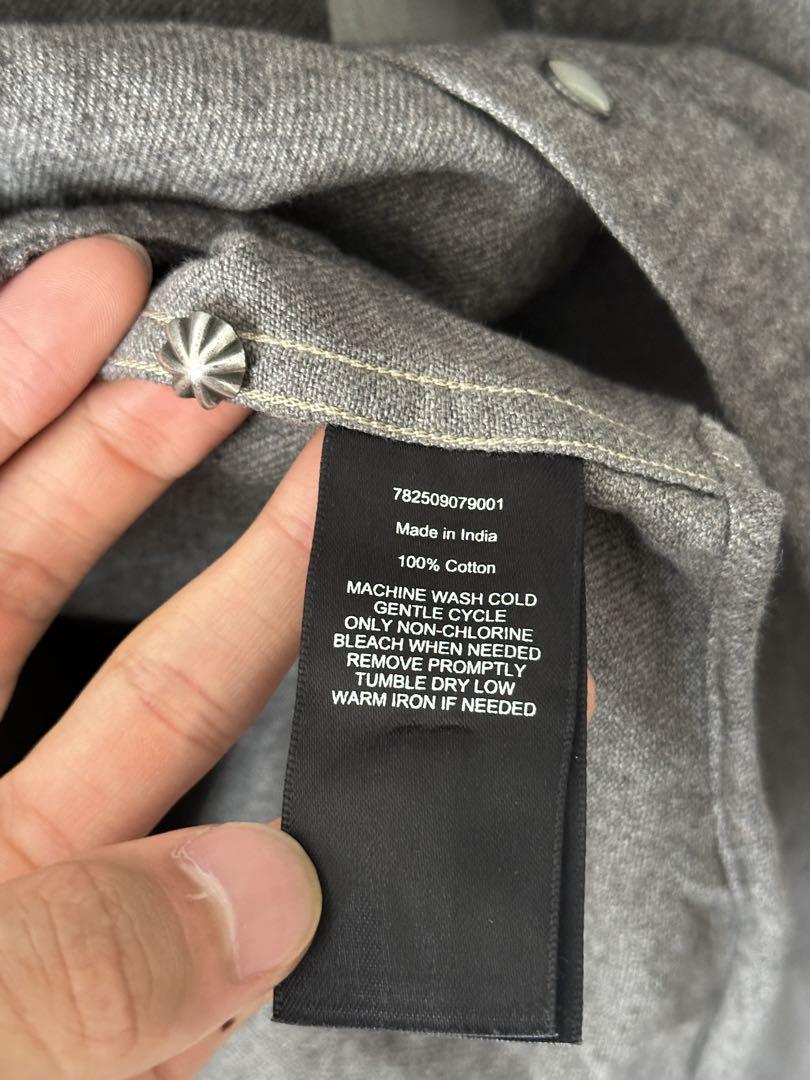 782509079001
Made in India
100% Cotton
MACHINE WASH COLD
GENTLE CYCLE
ONLY NON-CHLORINE
BLEACH WHEN NEEDED
REMOVE PROMPTLY
TUMBLE DRY LOW
WARM IRON IF NEEDED